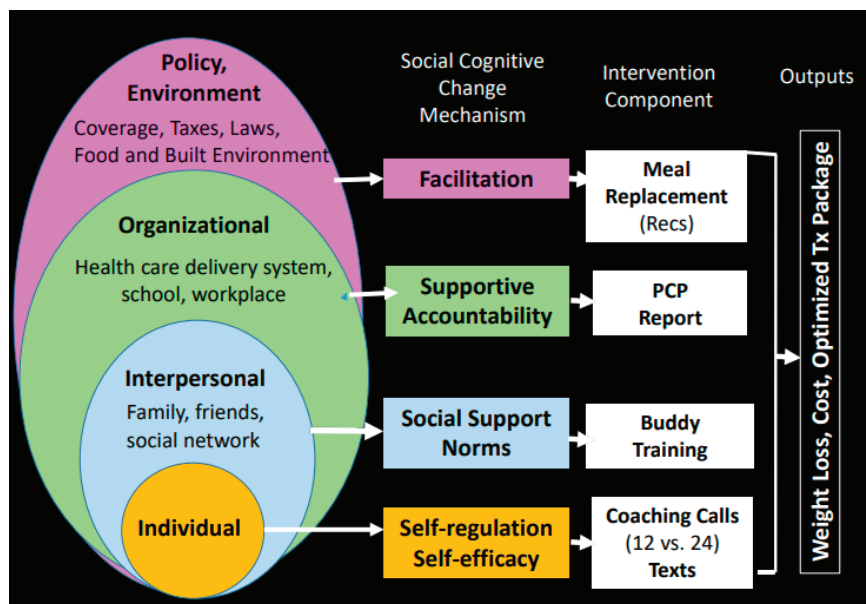 Policy,
Environment
Coverage, Taxes, Laws,
Food and Built Environment
Organizational
Health care delivery system,
school, workplace
Interpersonal
Family, friends,
social network
Individual
Social Cognitive
Change
Mechanism
Facilitation
Supportive
Accountability
Social Support
Norms
Self-regulation
Self-efficacy
Intervention
Component
Meal
Replacement
(Recs)
PCP
Report
Buddy
Training
Coaching Calls
(12 vs. 24)
Texts
Outputs
Weight Loss, Cost, Optimized Tx Package